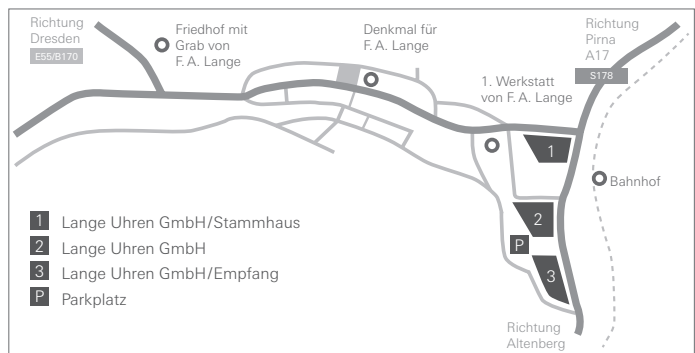 Richtung
Dresden
E55/B170
Friedhof mit
Grab von
F. A. Lange
Denkmal für
F. A. Lange
Richtung
Pirna
A17
S178
1. Werkstatt
von F. A. Lange
1
Bahnhof
2
P
3
1 Lange Uhren GmbH/Stammhaus
2 Lange Uhren GmbH
3 Lange Uhren GmbH/Empfang
P Parkplatz
Richtung
Altenberg